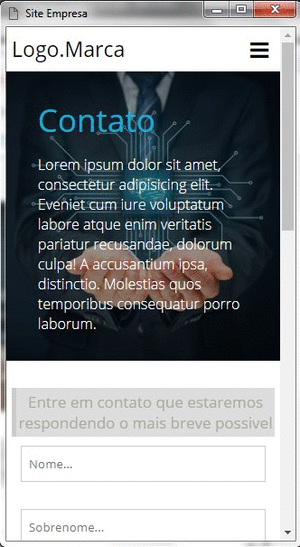 Site Empresa
Logo.Marca
Contato
Lorem ipsum dolor sit amet,
consectetur adipisicing elit.
Eveniet cum iure voluptatum
labore atque enim veritatis
pariatur recusandae, dolorum
culpa! A accusantium ipsa,
distinctio. Molestias quos
temporibus consequatur porro
laborum.
Entre em contato que estaremos
respondendo o mais breve possivel
Nome...
Sobrenome...